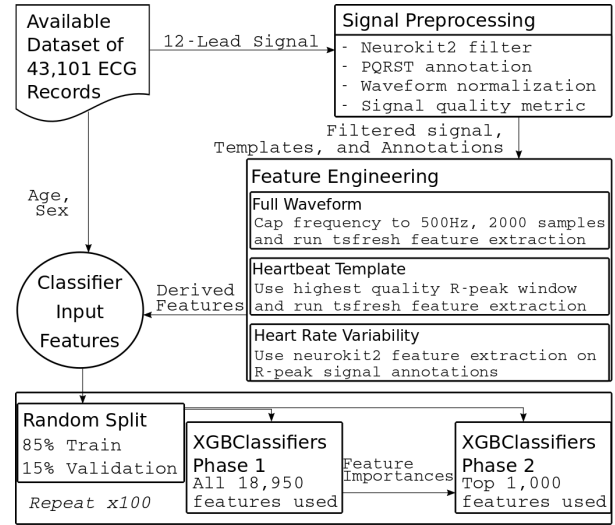 Available
Dataset of
43,101 ECG
Records
12-Lead Signal
Signal Preprocessing
- Neurokit2 filter
- PQRST annotation
- Waveform normalization
- Signal quality metric
Filtered signal,
Templates, and Annotations
Age,
Sex
Feature Engineering
Full Waveform
Cap frequency to 500Hz, 2000 samples
and run tsfresh feature extraction
Heartbeat Template
Use highest quality R-peak window
and run tsfresh feature extraction
Heart Rate Variability
Use neurokit2 feature extraction on
R-peak signal annotations
Derived
Features
Classifier
Input
Features
Random Split
85% Train
15% Validation
Repeat x100
XGBClassifiers
Phase 1
All 18,950
features used
Feature
Importances
XGBClassifiers
Phase 2
Top 1,000
features used